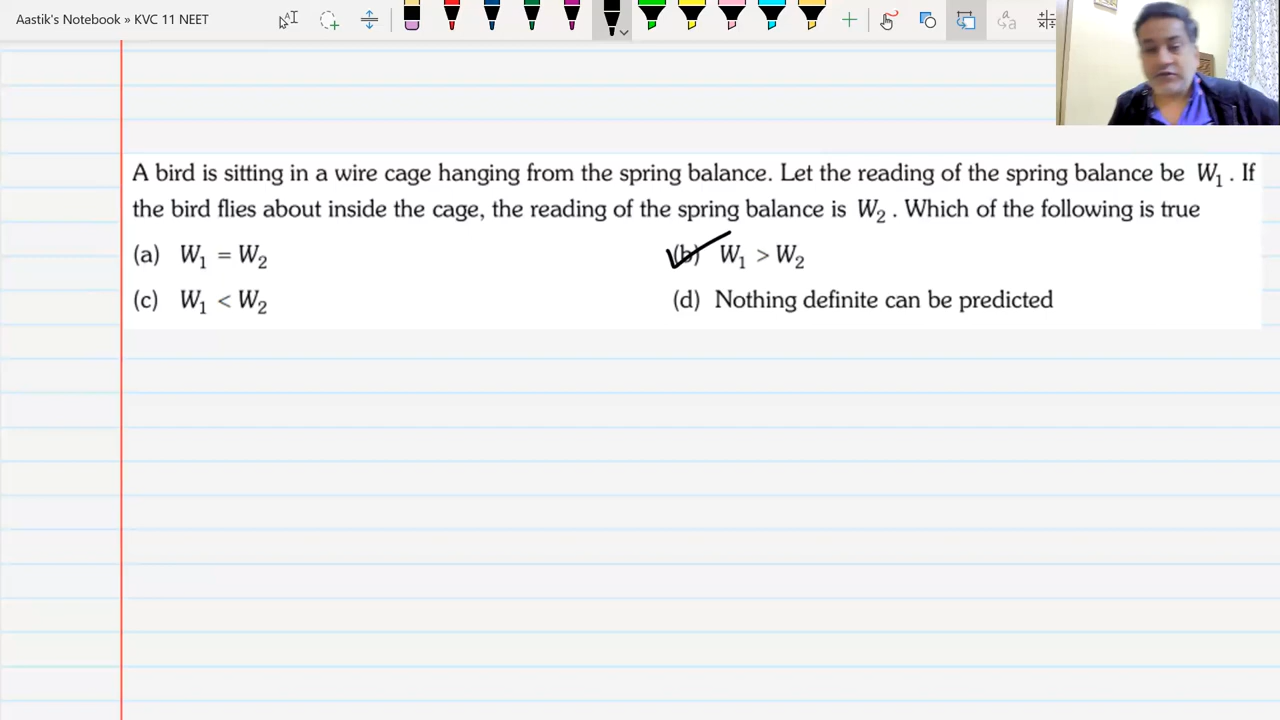 Aastik's Notebook » KVC 11 NEET
A bird is sitting in a wire cage hanging from the spring balance. Let the reading of the spring balance be W₁ . If
the bird flies about inside the cage, the reading of the spring balance is W₂ . Which of the following is true
(a) W₁ = W₂ (b) W₁ > W₂
(c) W₁ < W₂ (d) Nothing definite can be predicted